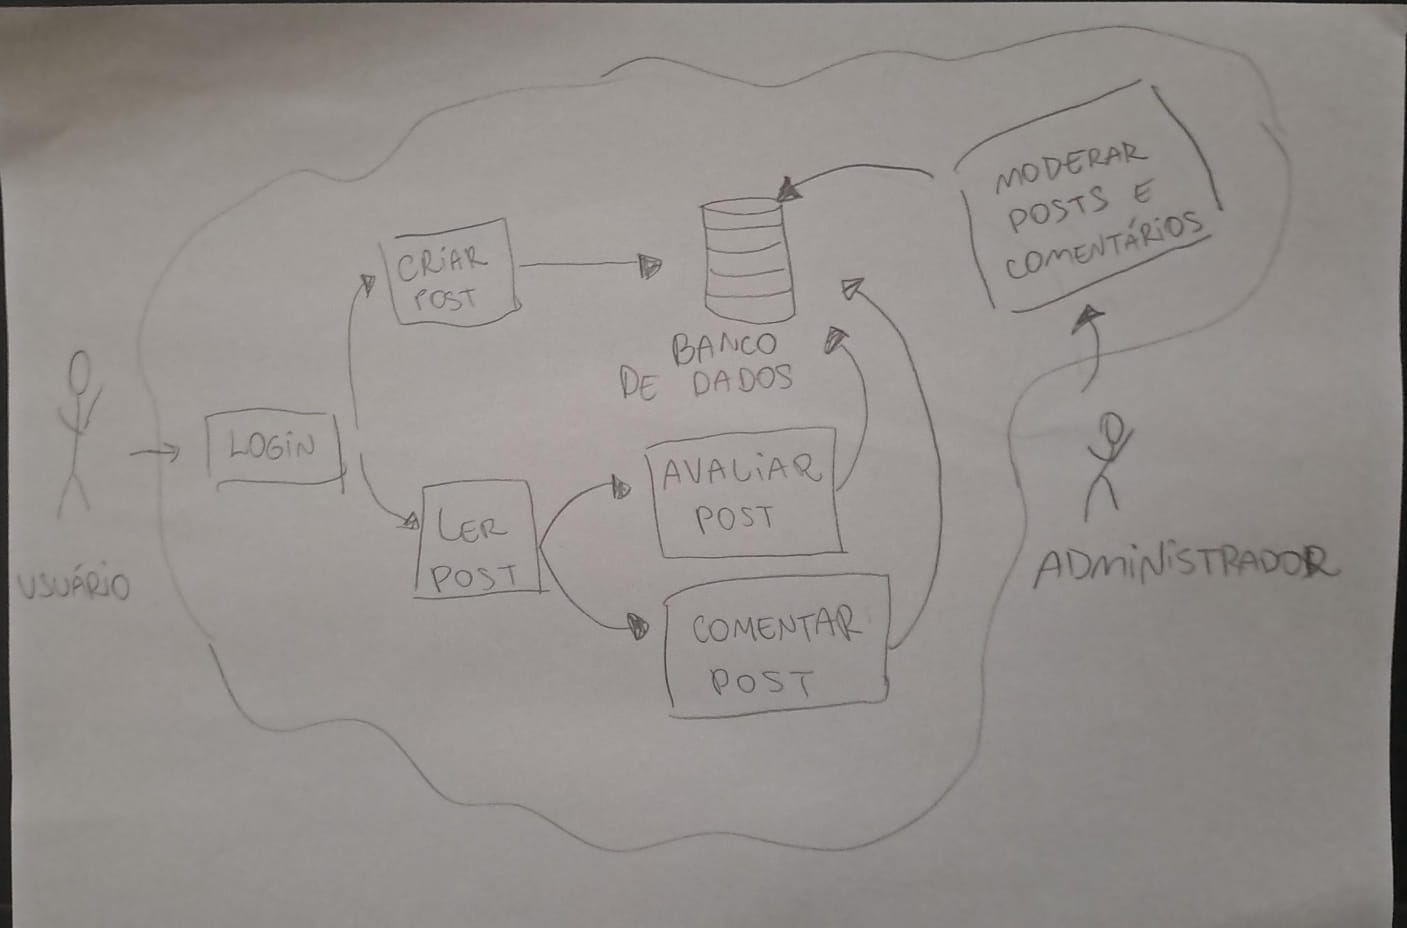 MODERAR
POSTS E
COMENTÁRIOS
CRIAR
POST
BANCO
DE DADOS
LOGIN
USUÁRIO
LER
POST
AVALIAR
POST
COMENTAR
POST
ADMINISTRADOR